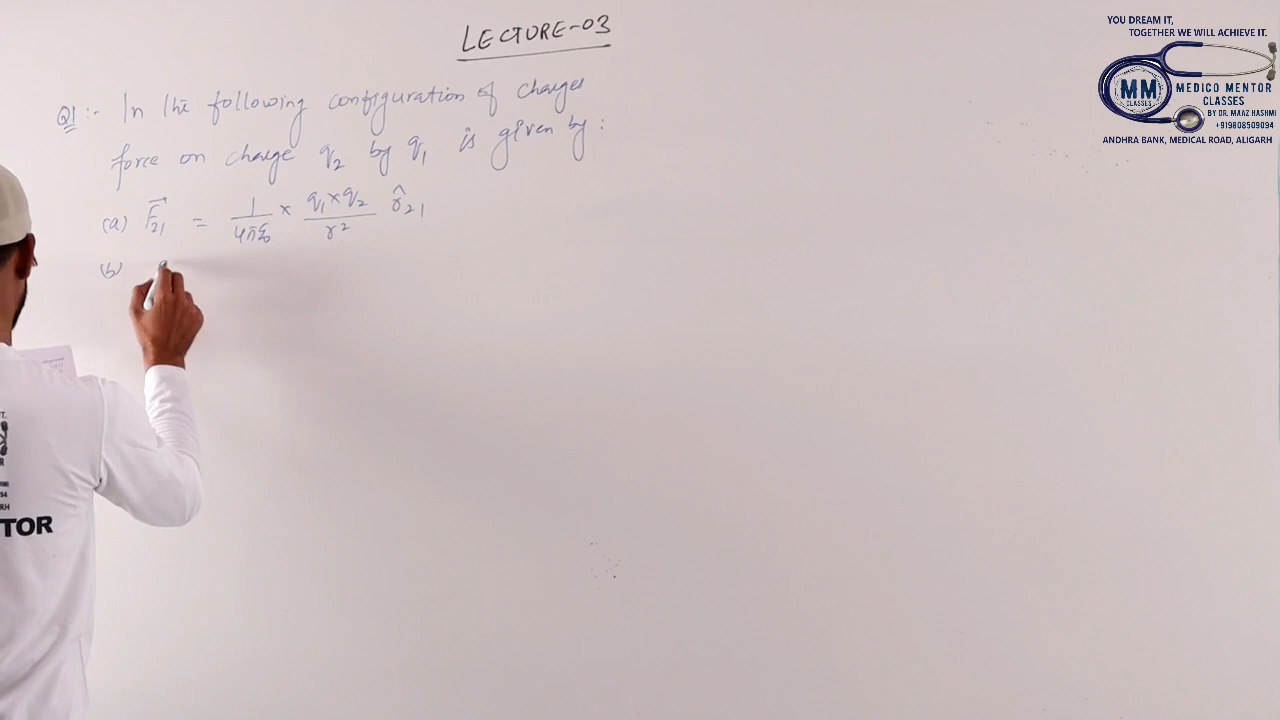 LECTURE-03
Q1:- In the following configuration of charges
force on charge q₂ by q₁ is given by:
(a) F⃗₂₁ = 1/4πε₀ × q₁×q₂/r² r̂₂₁
(b)
YOU DREAM IT,
TOGETHER WE WILL ACHIEVE IT.
MM
CLASSES
MEDICO MENTOR
CLASSES
BY DR. MAAZ HASHMI
+919808509094
ANDHRA BANK, MEDICAL ROAD, ALIGARH
TOR